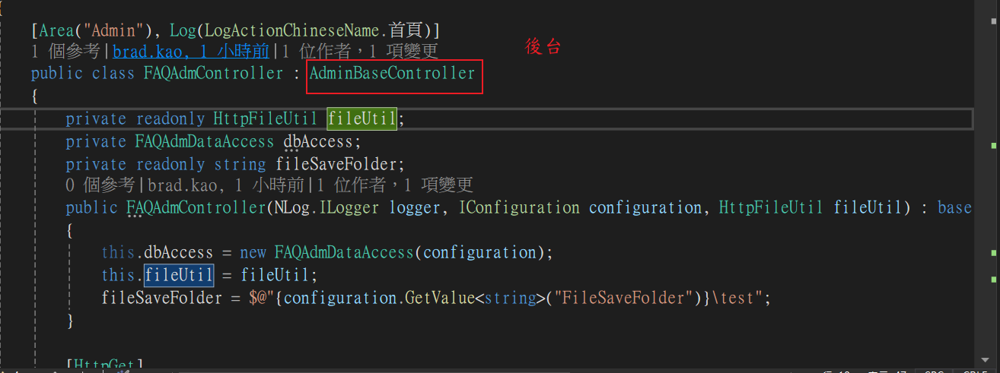 {
[Area("Admin"), Log(LogActionChineseName.首頁)]
1 個參考|brad.kao, 1 小時前|1 位作者，1 項變更
後台
public class FAQAdmController : AdminBaseController
{
private readonly HttpFileUtil fileUtil;
private FAQAdmDataAccess dbAccess;
private readonly string fileSaveFolder;
0 個參考|brad.kao, 1 小時前|1 位作者，1 項變更
public FAQAdmController(NLog.ILogger logger, IConfiguration configuration, HttpFileUtil fileUtil) : base
{
this.dbAccess = new FAQAdmDataAccess(configuration);
this.fileUtil = fileUtil;
fileSaveFolder = $@"{configuration.GetValue<string>("FileSaveFolder")}\test";
}
[HttpGet]